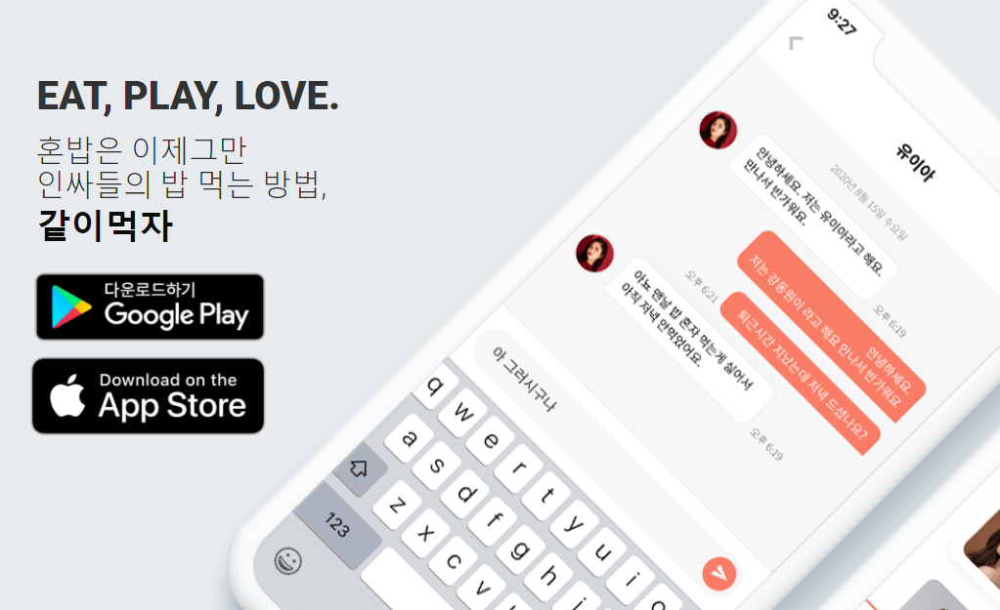 EAT, PLAY, LOVE.
혼밥은 이제그만
인싸들의 밥 먹는 방법,
같이먹자
다운로드하기
Google Play
Download on the
App Store
9:27
유이아
2020년 8월 15일 수요일
안녕하세요. 저는 유이아라고 해요.
만나서 반가워요.
오후 6:19
안녕하세요.
저는 강동원이 라고 해요 만나서 반가워요
오후 6:21
퇴근시간 지났는데 저녁 드셨나요?
아뇨 맨날 밥 혼자 먹는게 싫어서
아직 저녁 안먹었어요.
오후 6:19
아 그러시구나
q w e r t y u i o
a s d f g h j
z x c v
123